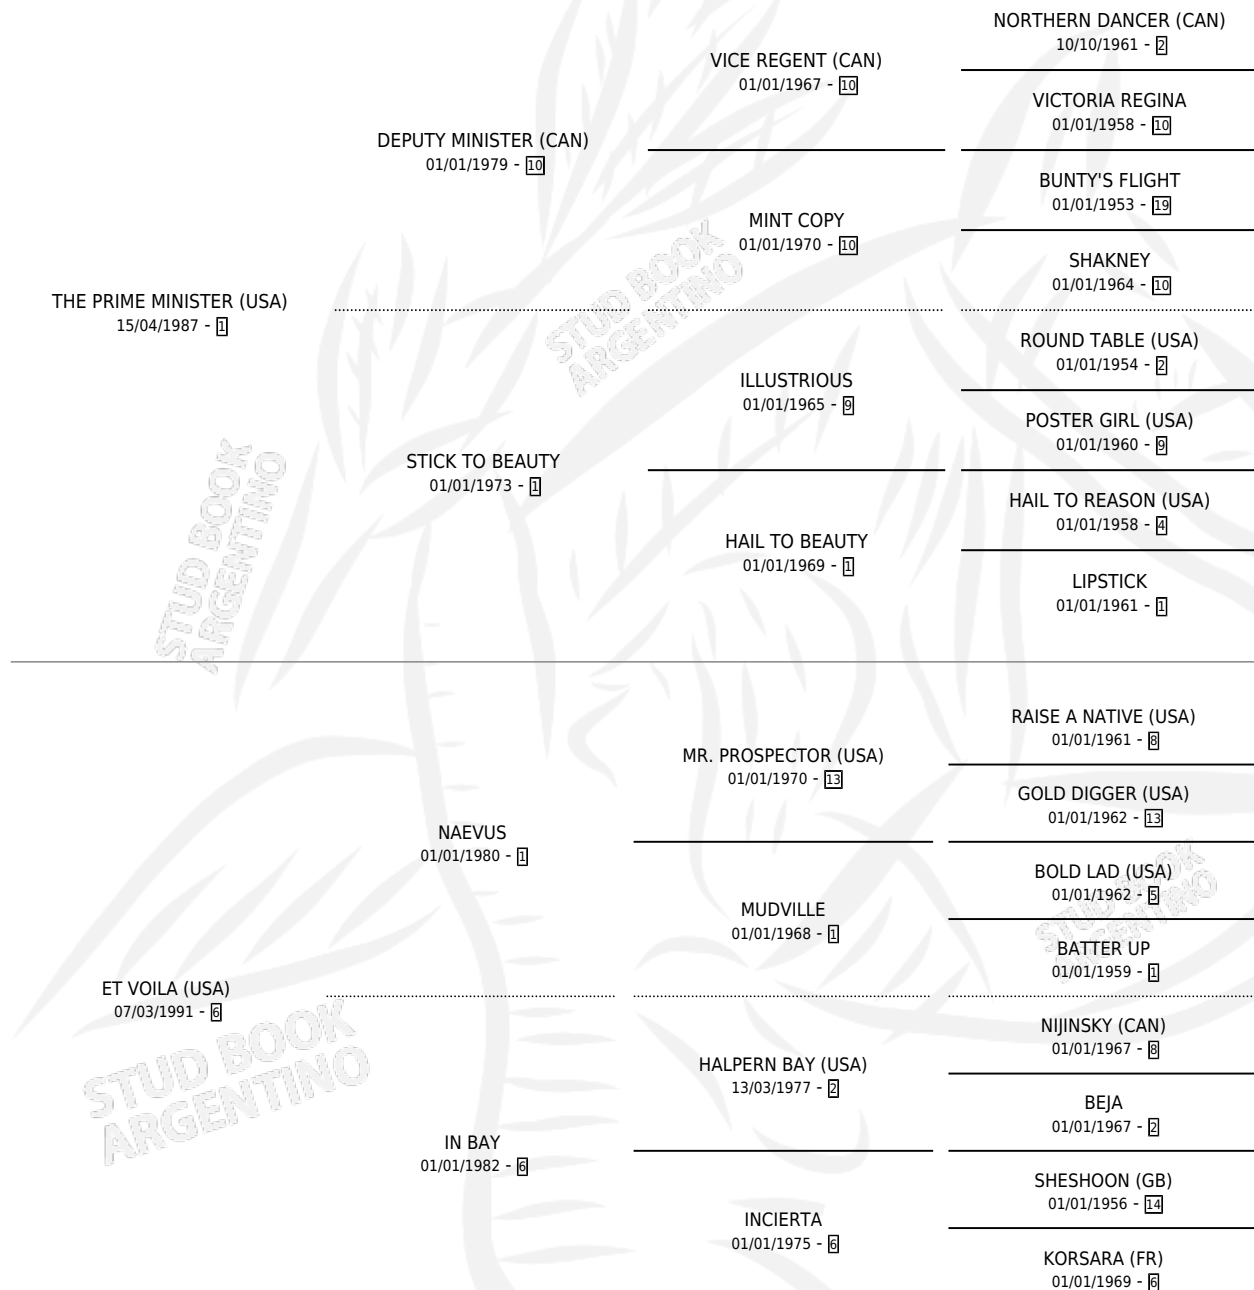 NORTHERN DANCER (CAN)
10/10/1961 - 2
VICE REGENT (CAN)
01/01/1967 - 10
VICTORIA REGINA
01/01/1958 - 10
DEPUTY MINISTER (CAN)
01/01/1979 - 10
BUNTY'S FLIGHT
01/01/1953 - 19
MINT COPY
01/01/1970 - 10
SHAKNEY
01/01/1964 - 10
THE PRIME MINISTER (USA)
15/04/1987 - 1
STUD BOOK
ARGENTINO
ROUND TABLE (USA)
01/01/1954 - 2
ILLUSTRIOUS
01/01/1965 - 9
POSTER GIRL (USA)
01/01/1960 - 9
STICK TO BEAUTY
01/01/1973 - 1
HAIL TO REASON (USA)
01/01/1958 - 4
HAIL TO BEAUTY
01/01/1969 - 1
LIPSTICK
01/01/1961 - 1
STUD BOOK
ARGENTINO
RAISE A NATIVE (USA)
01/01/1961 - 8
MR. PROSPECTOR (USA)
01/01/1970 - 13
GOLD DIGGER (USA)
01/01/1962 - 13
NAEVUS
01/01/1980 - 1
BOLD LAD (USA)
01/01/1962 - 5
MUDVILLE
01/01/1968 - 1
BATTER UP
01/01/1959 - 1
STUD BOOK
ARGENTINO
ET VOILA (USA)
07/03/1991 - 6
NIJINSKY (CAN)
01/01/1967 - 8
HALPERN BAY (USA)
13/03/1977 - 2
BEJA
01/01/1967 - 2
STUD BOOK
ARGENTINO
IN BAY
01/01/1982 - 6
SHESHOON (GB)
01/01/1956 - 14
INCIERTA
01/01/1975 - 6
KORSARA (FR)
01/01/1969 - 6